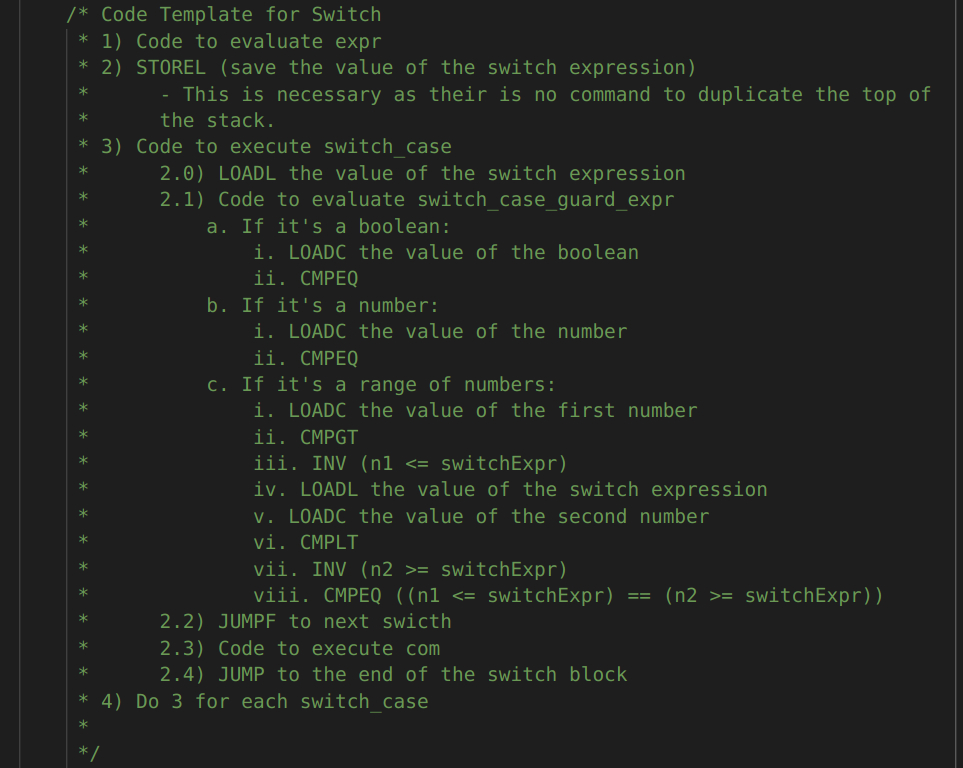 /* Code Template for Switch
* 1) Code to evaluate expr
* 2) STOREL (save the value of the switch expression)
* - This is necessary as their is no command to duplicate the top of
* the stack.
* 3) Code to execute switch_case
* 2.0) LOADL the value of the switch expression
* 2.1) Code to evaluate switch_case_guard_expr
* a. If it's a boolean:
* i. LOADC the value of the boolean
* ii. CMPEQ
* b. If it's a number:
* i. LOADC the value of the number
* ii. CMPEQ
* c. If it's a range of numbers:
* i. LOADC the value of the first number
* ii. CMPGT
* iii. INV (n1 <= switchExpr)
* iv. LOADL the value of the switch expression
* v. LOADC the value of the second number
* vi. CMPLT
* vii. INV (n2 >= switchExpr)
* viii. CMPEQ ((n1 <= switchExpr) == (n2 >= switchExpr))
* 2.2) JUMPF to next swicth
* 2.3) Code to execute com
* 2.4) JUMP to the end of the switch block
* 4) Do 3 for each switch_case
*
*/